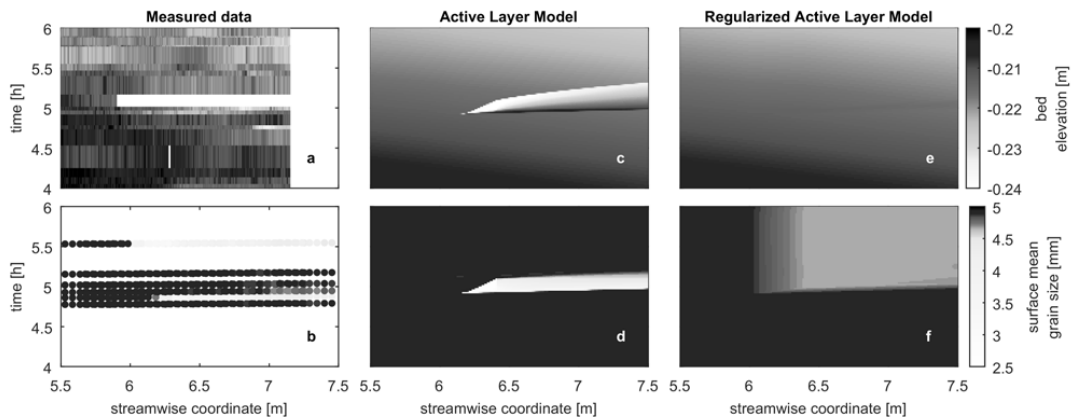 Measured data
Active Layer Model
Regularized Active Layer Model
6
5.5
5
4.5
4
time [h]
a
c
e
-0.2
-0.21
-0.22
-0.23
-0.24
bed
elevation [m]
6
5.5
5
4.5
4
time [h]
b
d
f
5
4.5
4
3.5
3
2.5
surface mean
grain size [mm]
5.5 6 6.5 7 7.5
6 6.5 7 7.5
6 6.5 7 7.5
streamwise coordinate [m]
streamwise coordinate [m]
streamwise coordinate [m]